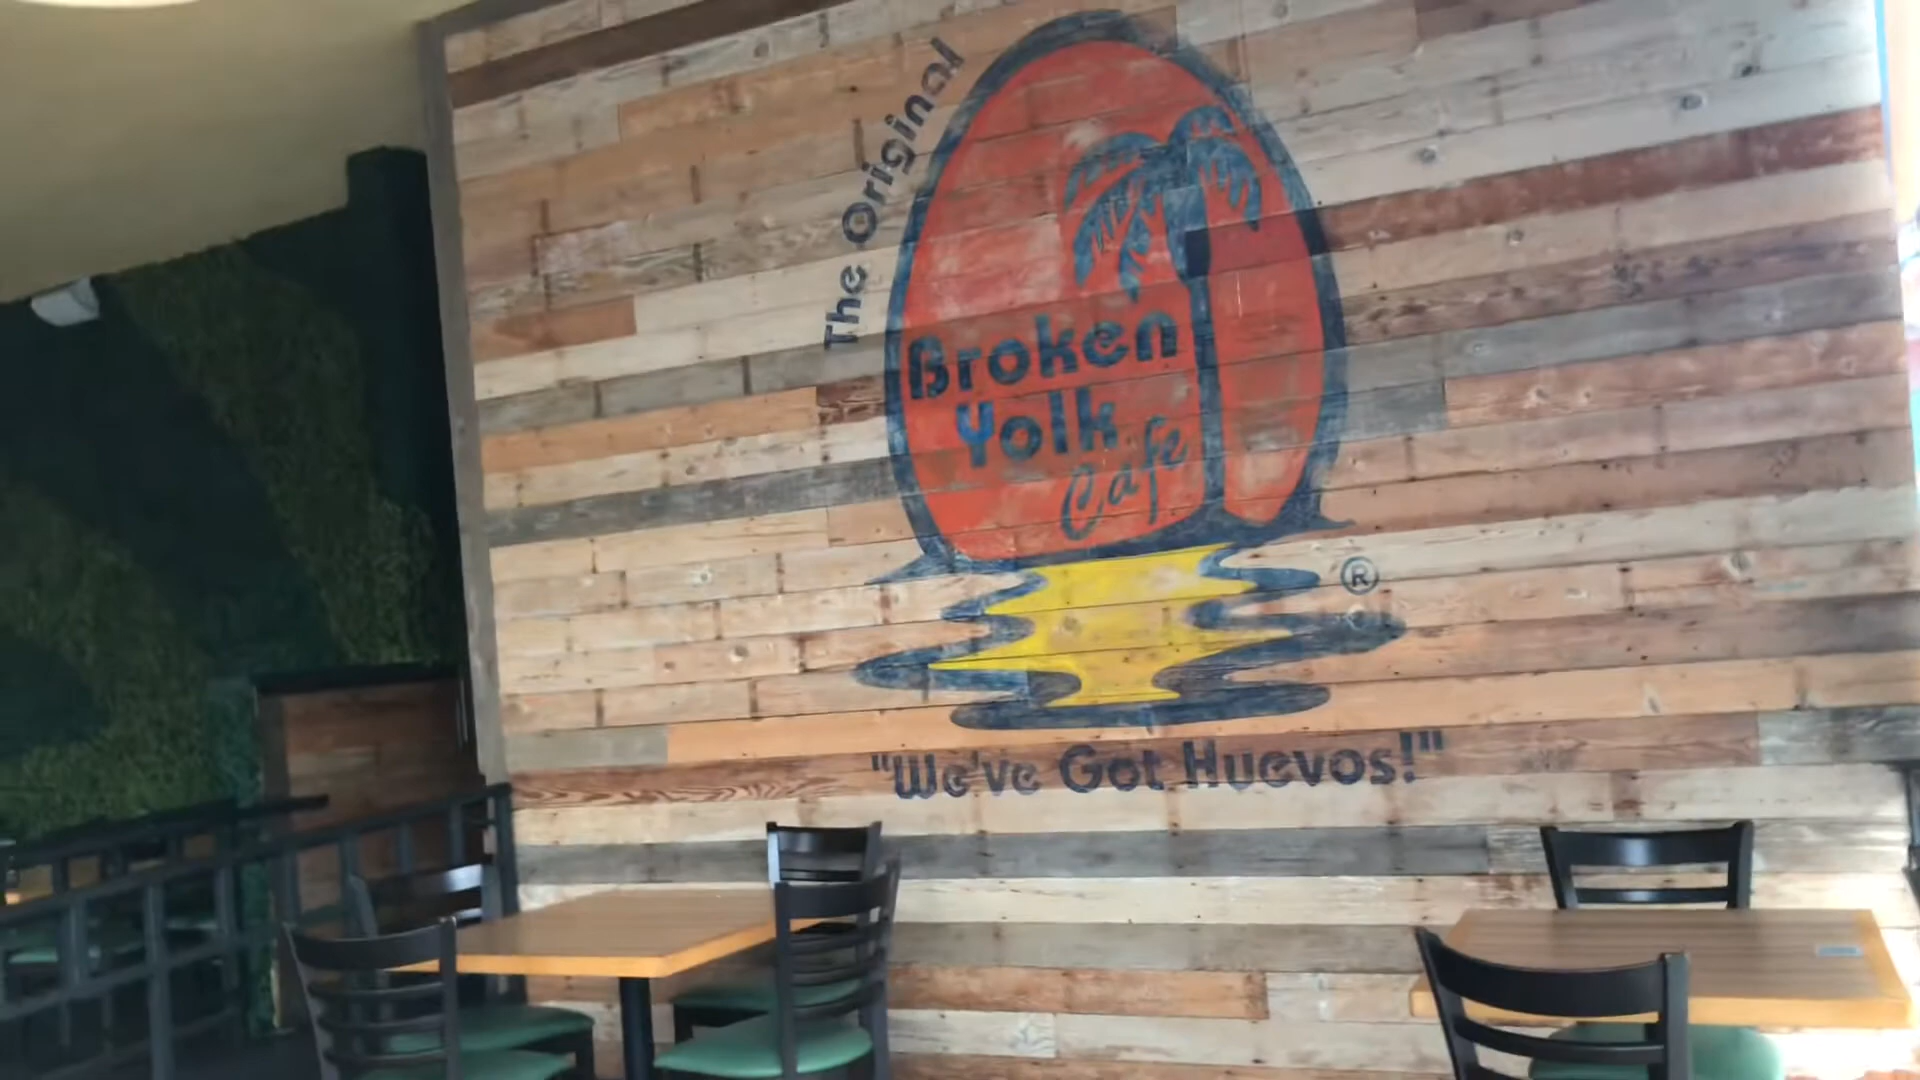 The Original
Broken
Yolk
Cafe
®
"We've Got Huevos!"